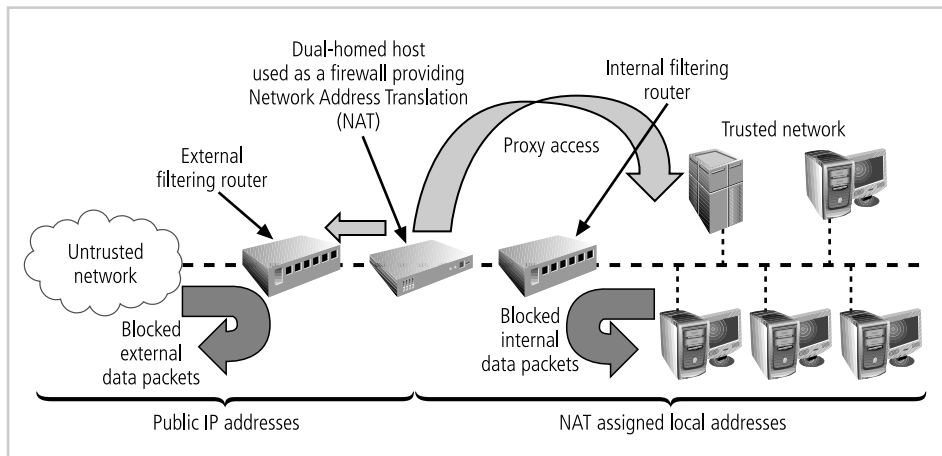 Dual-homed host
used as a firewall providing
Network Address Translation
(NAT)
Internal filtering
router
Proxy access
Trusted network
External
filtering router
Untrusted
network
Blocked
external
data packets
Blocked
internal
data packets
Public IP addresses
NAT assigned local addresses